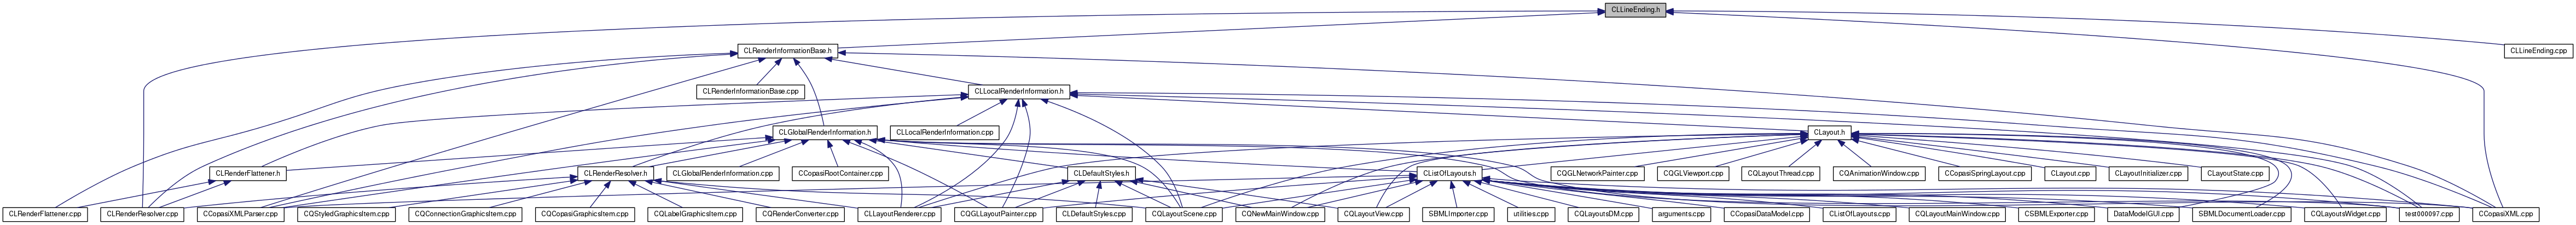 CLLineEnding.h
CLRenderInformationBase.h
CLLineEnding.cpp
CLRenderInformationBase.cpp
CLLocalRenderInformation.h
CLGlobalRenderInformation.h
CLLocalRenderInformation.cpp
CLayout.h
CLRenderFlattener.h
CLRenderResolver.h
CLGlobalRenderInformation.cpp
CCopasiRootContainer.cpp
CLDefaultStyles.h
CListOfLayouts.h
CQGLNetworkPainter.cpp
CQGLViewport.cpp
CQLayoutThread.cpp
CQAnimationWindow.cpp
CCopasiSpringLayout.cpp
CLayout.cpp
CLayoutInitializer.cpp
CLayoutState.cpp
CLRenderFlattener.cpp
CLRenderResolver.cpp
CCopasiXMLParser.cpp
CQStyledGraphicsItem.cpp
CQConnectionGraphicsItem.cpp
CQCopasiGraphicsItem.cpp
CQLabelGraphicsItem.cpp
CQRenderConverter.cpp
CLLayoutRenderer.cpp
CQGLLayoutPainter.cpp
CLDefaultStyles.cpp
CQLayoutScene.cpp
CQNewMainWindow.cpp
CQLayoutView.cpp
SBMLImporter.cpp
utilities.cpp
CQLayoutsDM.cpp
arguments.cpp
CCopasiDataModel.cpp
CListOfLayouts.cpp
CQLayoutMainWindow.cpp
CSBMLExporter.cpp
DataModelGUI.cpp
SBMLDocumentLoader.cpp
CQLayoutsWidget.cpp
test000097.cpp
CCopasiXML.cpp